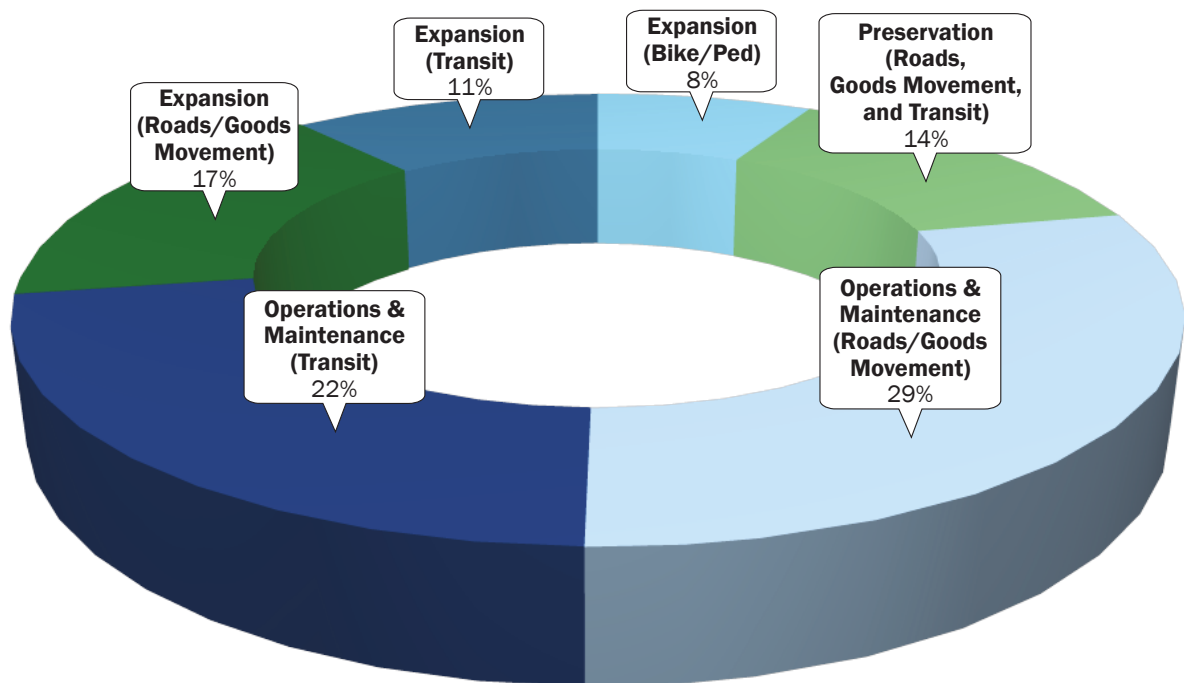 Expansion
(Transit)
11%
Expansion
(Bike/Ped)
8%
Preservation
(Roads,
Goods Movement,
and Transit)
14%
Expansion
(Roads/Goods
Movement)
17%
Operations &
Maintenance
(Transit)
22%
Operations &
Maintenance
(Roads/Goods
Movement)
29%